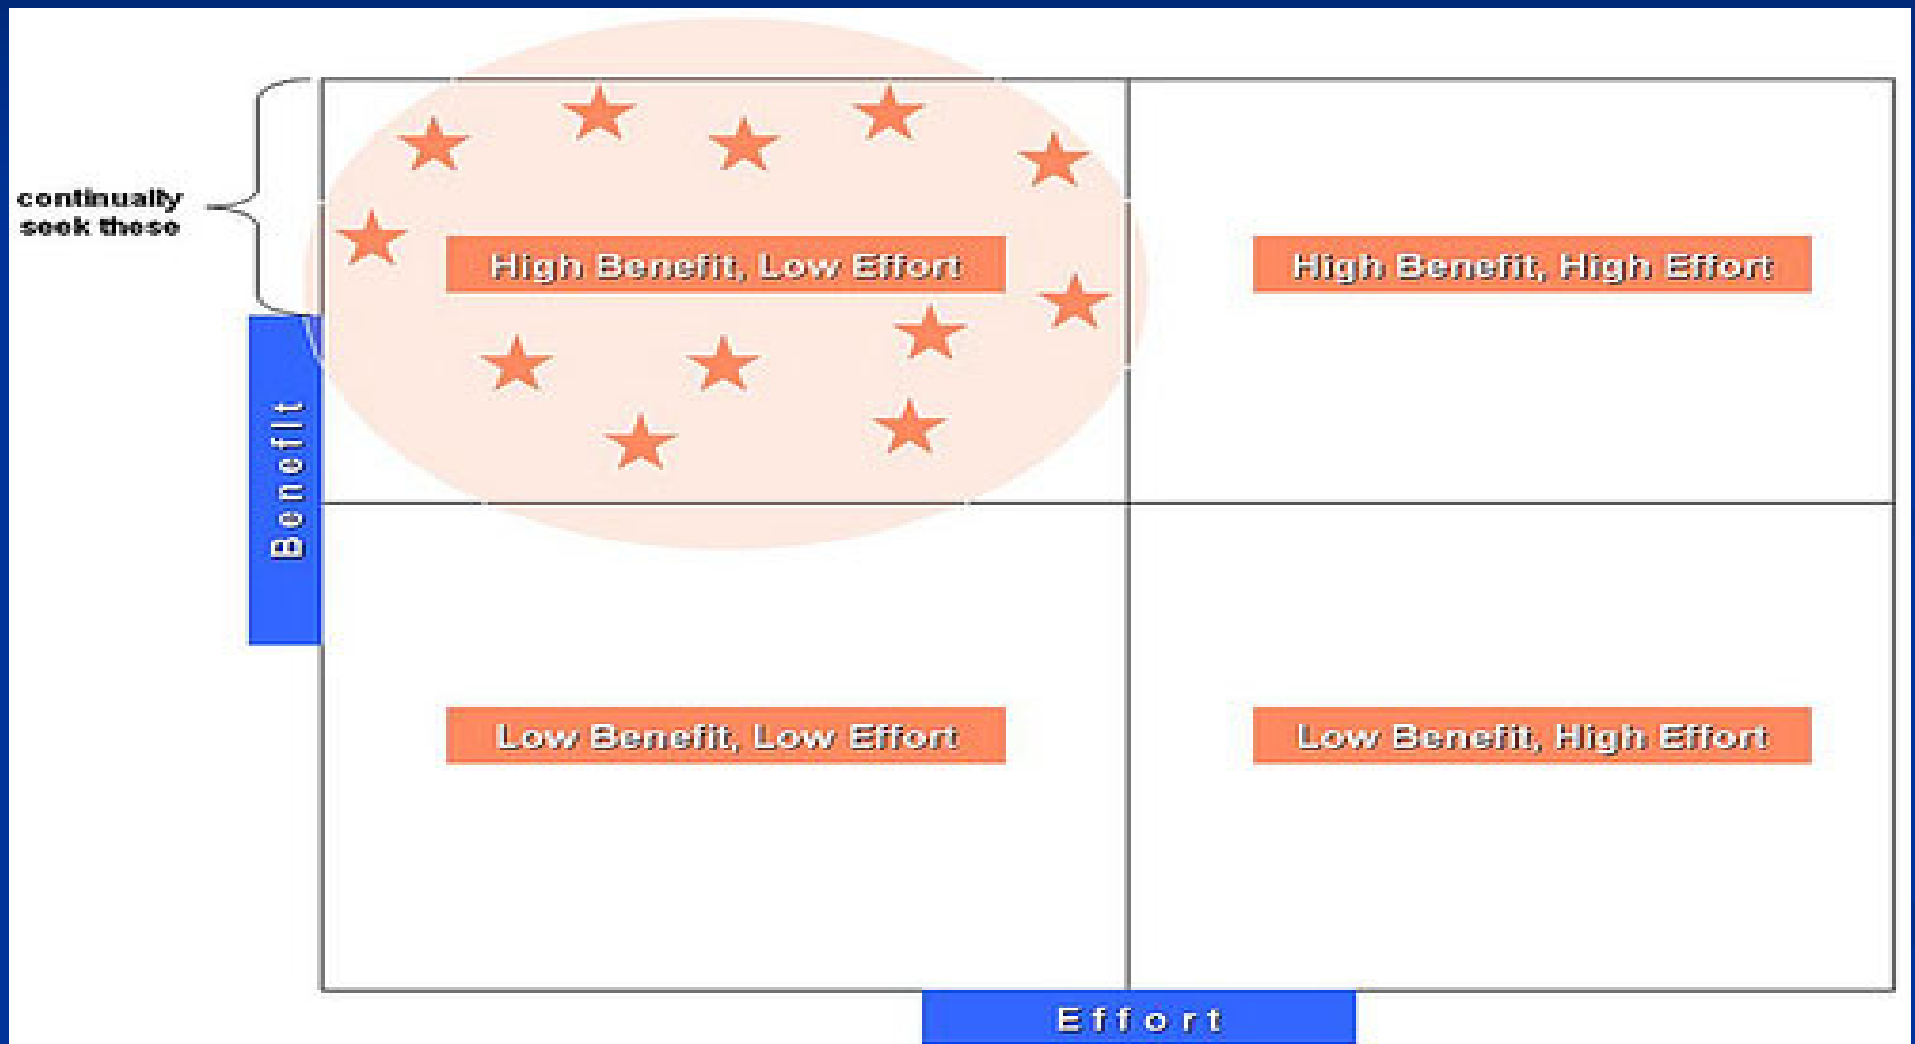 continually
seek these
High Benefit, Low Effort
High Benefit, High Effort
Benefit
Low Benefit, Low Effort
Low Benefit, High Effort
Effort